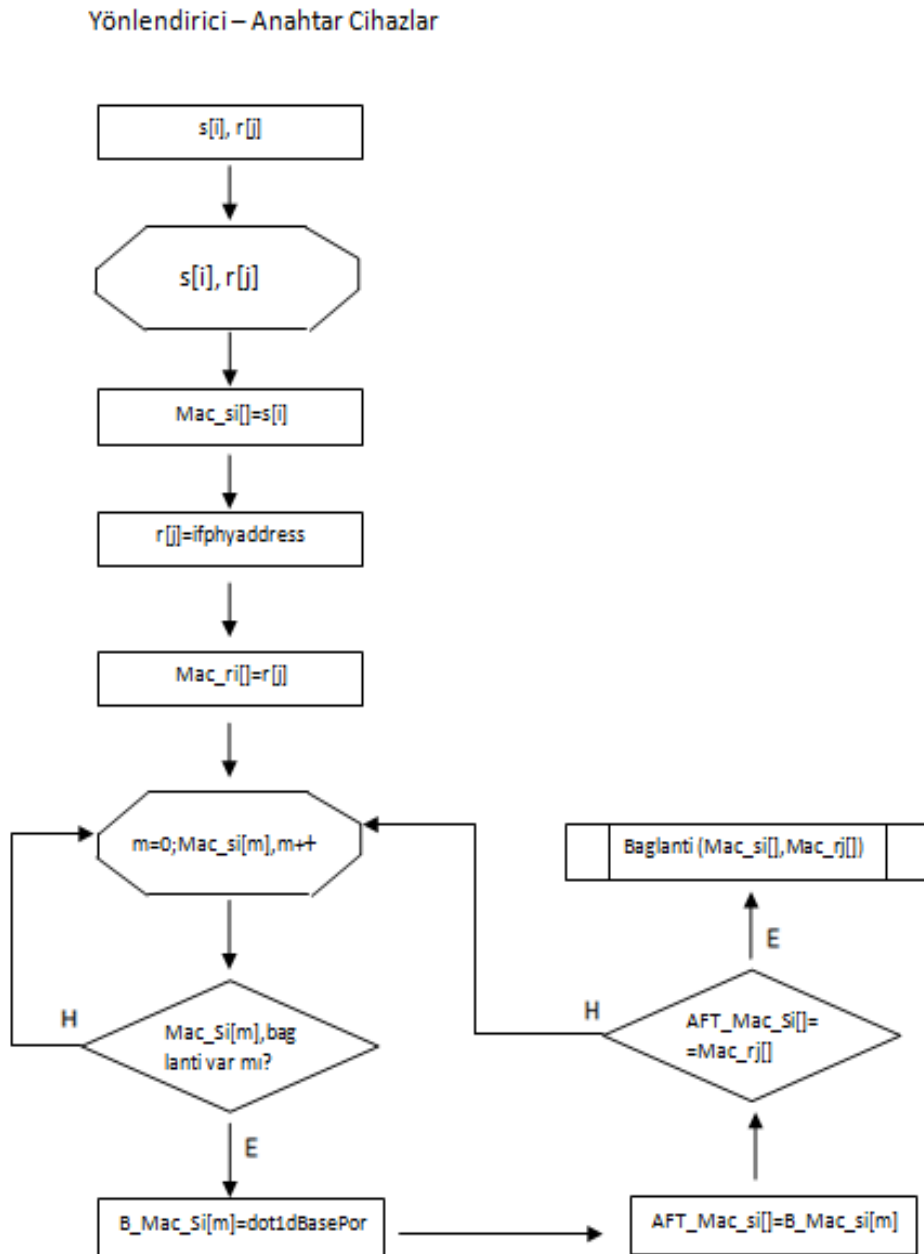 Yönlendirici – Anahtar Cihazlar
s[i], r[j]
s[i], r[j]
Mac_si[]=s[i]
r[j]=ifphyaddress
Mac_ri[]=r[j]
m=0;Mac_si[m],m++
H
Mac_Si[m],bag
lanti var mı?
E
B_Mac_Si[m]=dot1dBasePor
AFT_Mac_si[]=B_Mac_si[m]
AFT_Mac_Si[]=
=Mac_rj[]
H
E
Baglanti (Mac_si[],Mac_rj[])